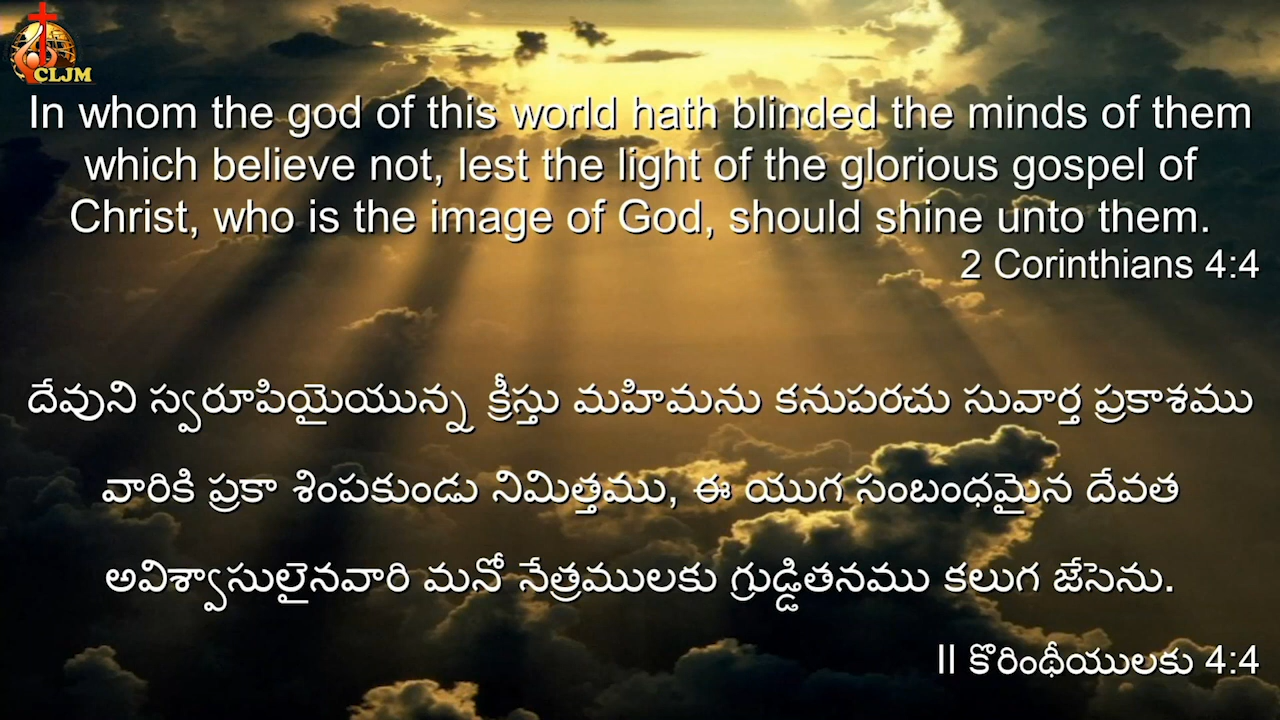 CLJM
In whom the god of this world hath blinded the minds of them
which believe not, lest the light of the glorious gospel of
Christ, who is the image of God, should shine unto them.
2 Corinthians 4:4
దేవుని స్వరూపియైయున్న క్రీస్తు మహిమను కనుపరచు సువార్త ప్రకాశము
వారికి ప్రకా శింపకుండు నిమిత్తము, ఈ యుగ సంబంధమైన దేవత
అవిశ్వాసులైనవారి మనో నేత్రములకు గ్రుడ్డితనము కలుగ జేసెను.
II కొరింథీయులకు 4:4